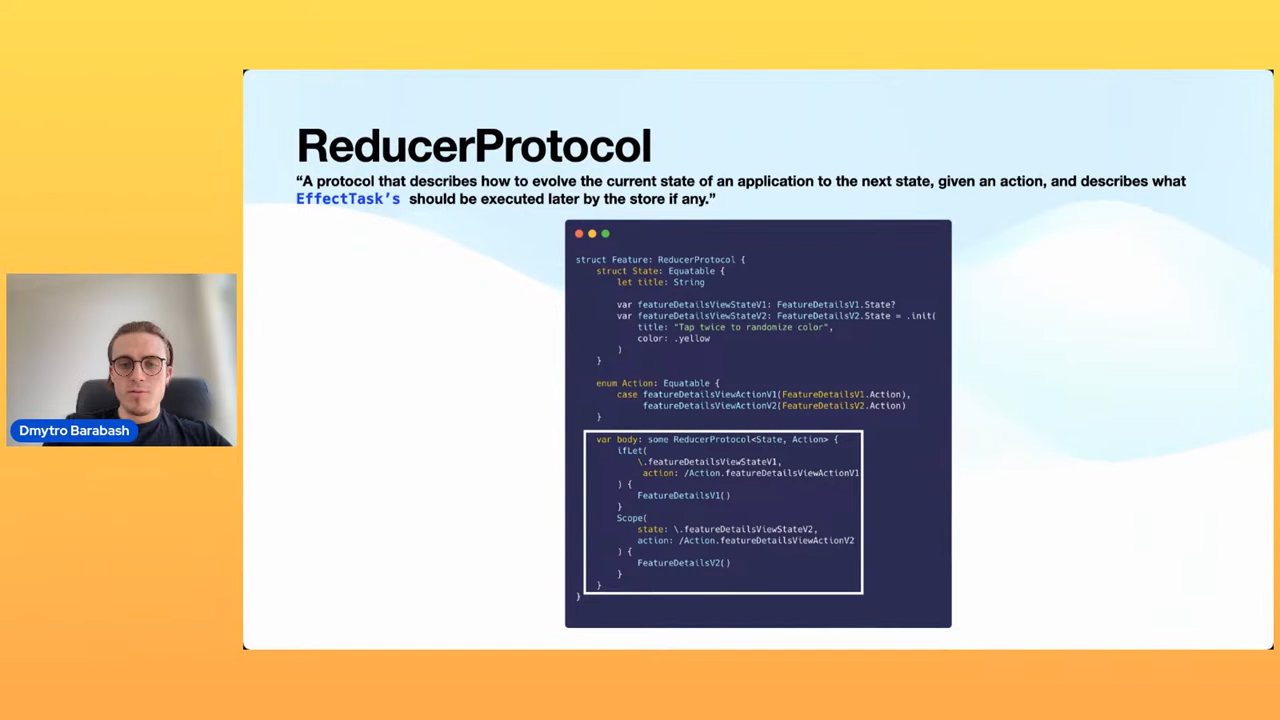 ReducerProtocol
“A protocol that describes how to evolve the current state of an application to the next state, given an action, and describes what
EffectTask’s should be executed later by the store if any.”
struct Feature: ReducerProtocol {
struct State: Equatable {
let title: String
var featureDetailsViewStateV1: FeatureDetailsV1.State?
var featureDetailsViewStateV2: FeatureDetailsV2.State = .init(
title: "Tap twice to randomize color",
color: .yellow
)
}
enum Action: Equatable {
case featureDetailsViewActionV1(FeatureDetailsV1.Action),
featureDetailsViewActionV2(FeatureDetailsV2.Action)
}
var body: some ReducerProtocol<State, Action> {
ifLet(
\.featureDetailsViewStateV1,
action: /Action.featureDetailsViewActionV1
) {
FeatureDetailsV1()
}
Scope(
state: \.featureDetailsViewStateV2,
action: /Action.featureDetailsViewActionV2
) {
FeatureDetailsV2()
}
}
}
Dmytro Barabash